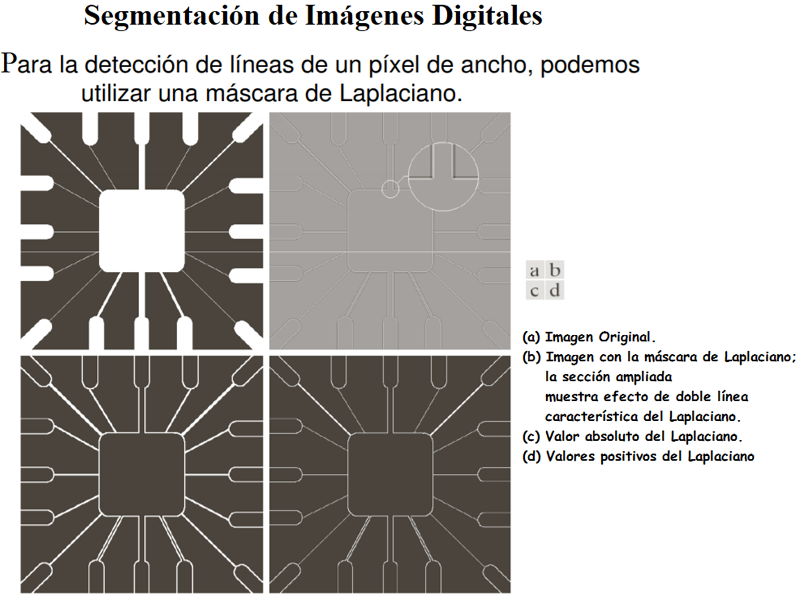 Segmentación de Imágenes Digitales
Para la detección de líneas de un píxel de ancho, podemos
utilizar una máscara de Laplaciano.
a b
c d
(a) Imagen Original.
(b) Imagen con la máscara de Laplaciano;
la sección ampliada
muestra efecto de doble línea
característica del Laplaciano.
(c) Valor absoluto del Laplaciano.
(d) Valores positivos del Laplaciano